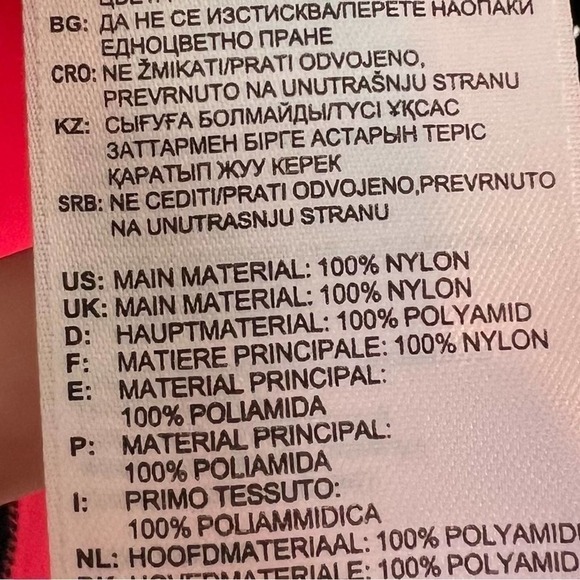 BG: ДА НЕ СЕ ИЗСТИСКВА/ПЕРЕТЕ НАОПАКИ
ЕДНОЦВЕТНО ПРАНЕ
CRO: NE ŽMIKATI/PRATI ODVOJENO,
PREVRNUTO NA UNUTRAŠNJU STRANU
KZ: СЫҒУҒА БОЛМАЙДЫ/ТҮСІ ҰҚСАС
ЗАТТАРМЕН БІРГЕ АСТАРЫН ТЕРІС
ҚАРАТЫП ЖУУ КЕРЕК
SRB: NE CEDITI/PRATI ODVOJENO,PREVRNUTO
NA UNUTRASNJU STRANU
US: MAIN MATERIAL: 100% NYLON
UK: MAIN MATERIAL: 100% NYLON
D: HAUPTMATERIAL: 100% POLYAMID
F: MATIERE PRINCIPALE: 100% NYLON
E: MATERIAL PRINCIPAL:
100% POLIAMIDA
P: MATERIAL PRINCIPAL:
100% POLIAMIDA
I: PRIMO TESSUTO:
100% POLIAMMIDICA
NL: HOOFDMATERIAAL: 100% POLYAMID
100% POLYAMID